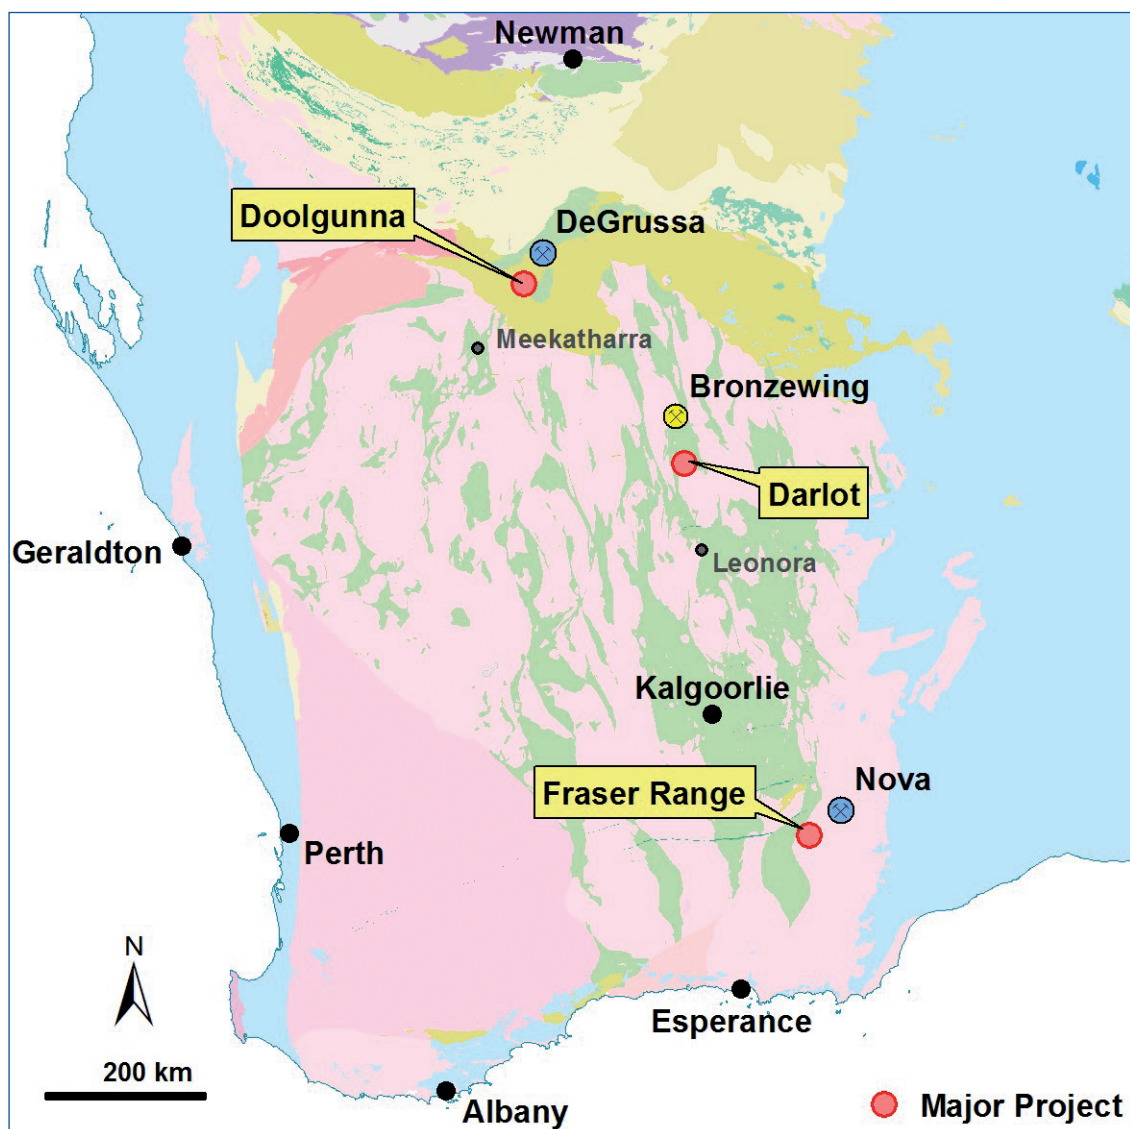 Newman
Doolgunna
DeGrussa
Meekatharra
Bronzewing
Darlot
Geraldton
Leonora
Kalgoorlie
Nova
Fraser Range
Perth
N
Esperance
200 km
Albany
Major Project